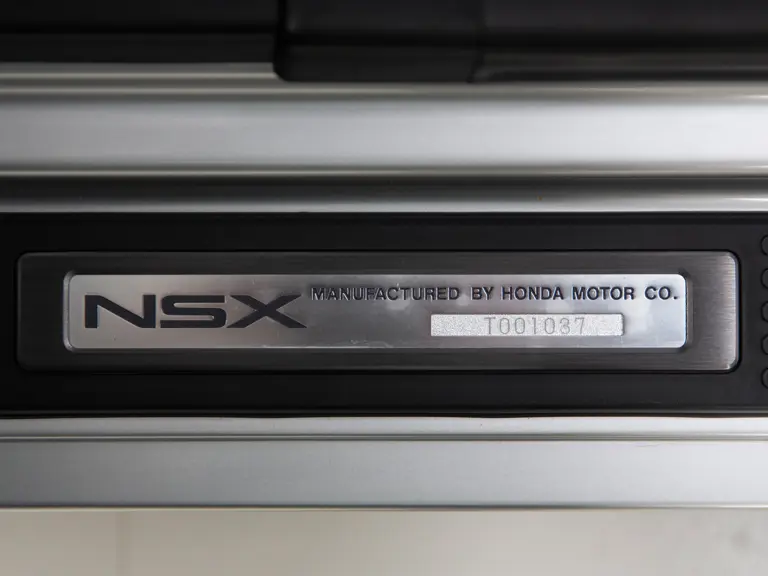 NSX
MANUFACTURED BY HONDA MOTOR CO.
T001037